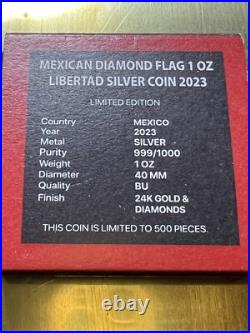 MEXICAN DIAMOND FLAG 1 OZ
LIBERTAD SILVER COIN 2023
LIMITED EDITION
Country MEXICO
Year 2023
Metal SILVER
Purity 999/1000
Weight 1 OZ
Diameter 40 MM
Quality BU
Finish 24K GOLD &
DIAMONDS
THIS COIN IS LIMITED TO 500 PIECES.